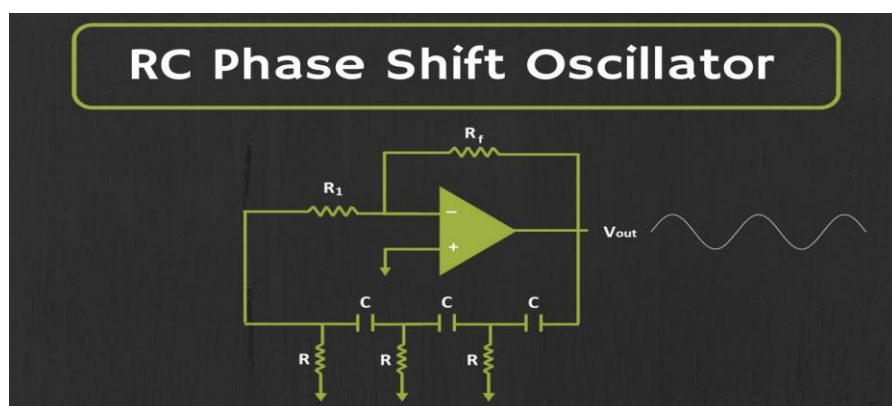 RC Phase Shift Oscillator
Rf
R1
−
+
Vout
C C C
R R R